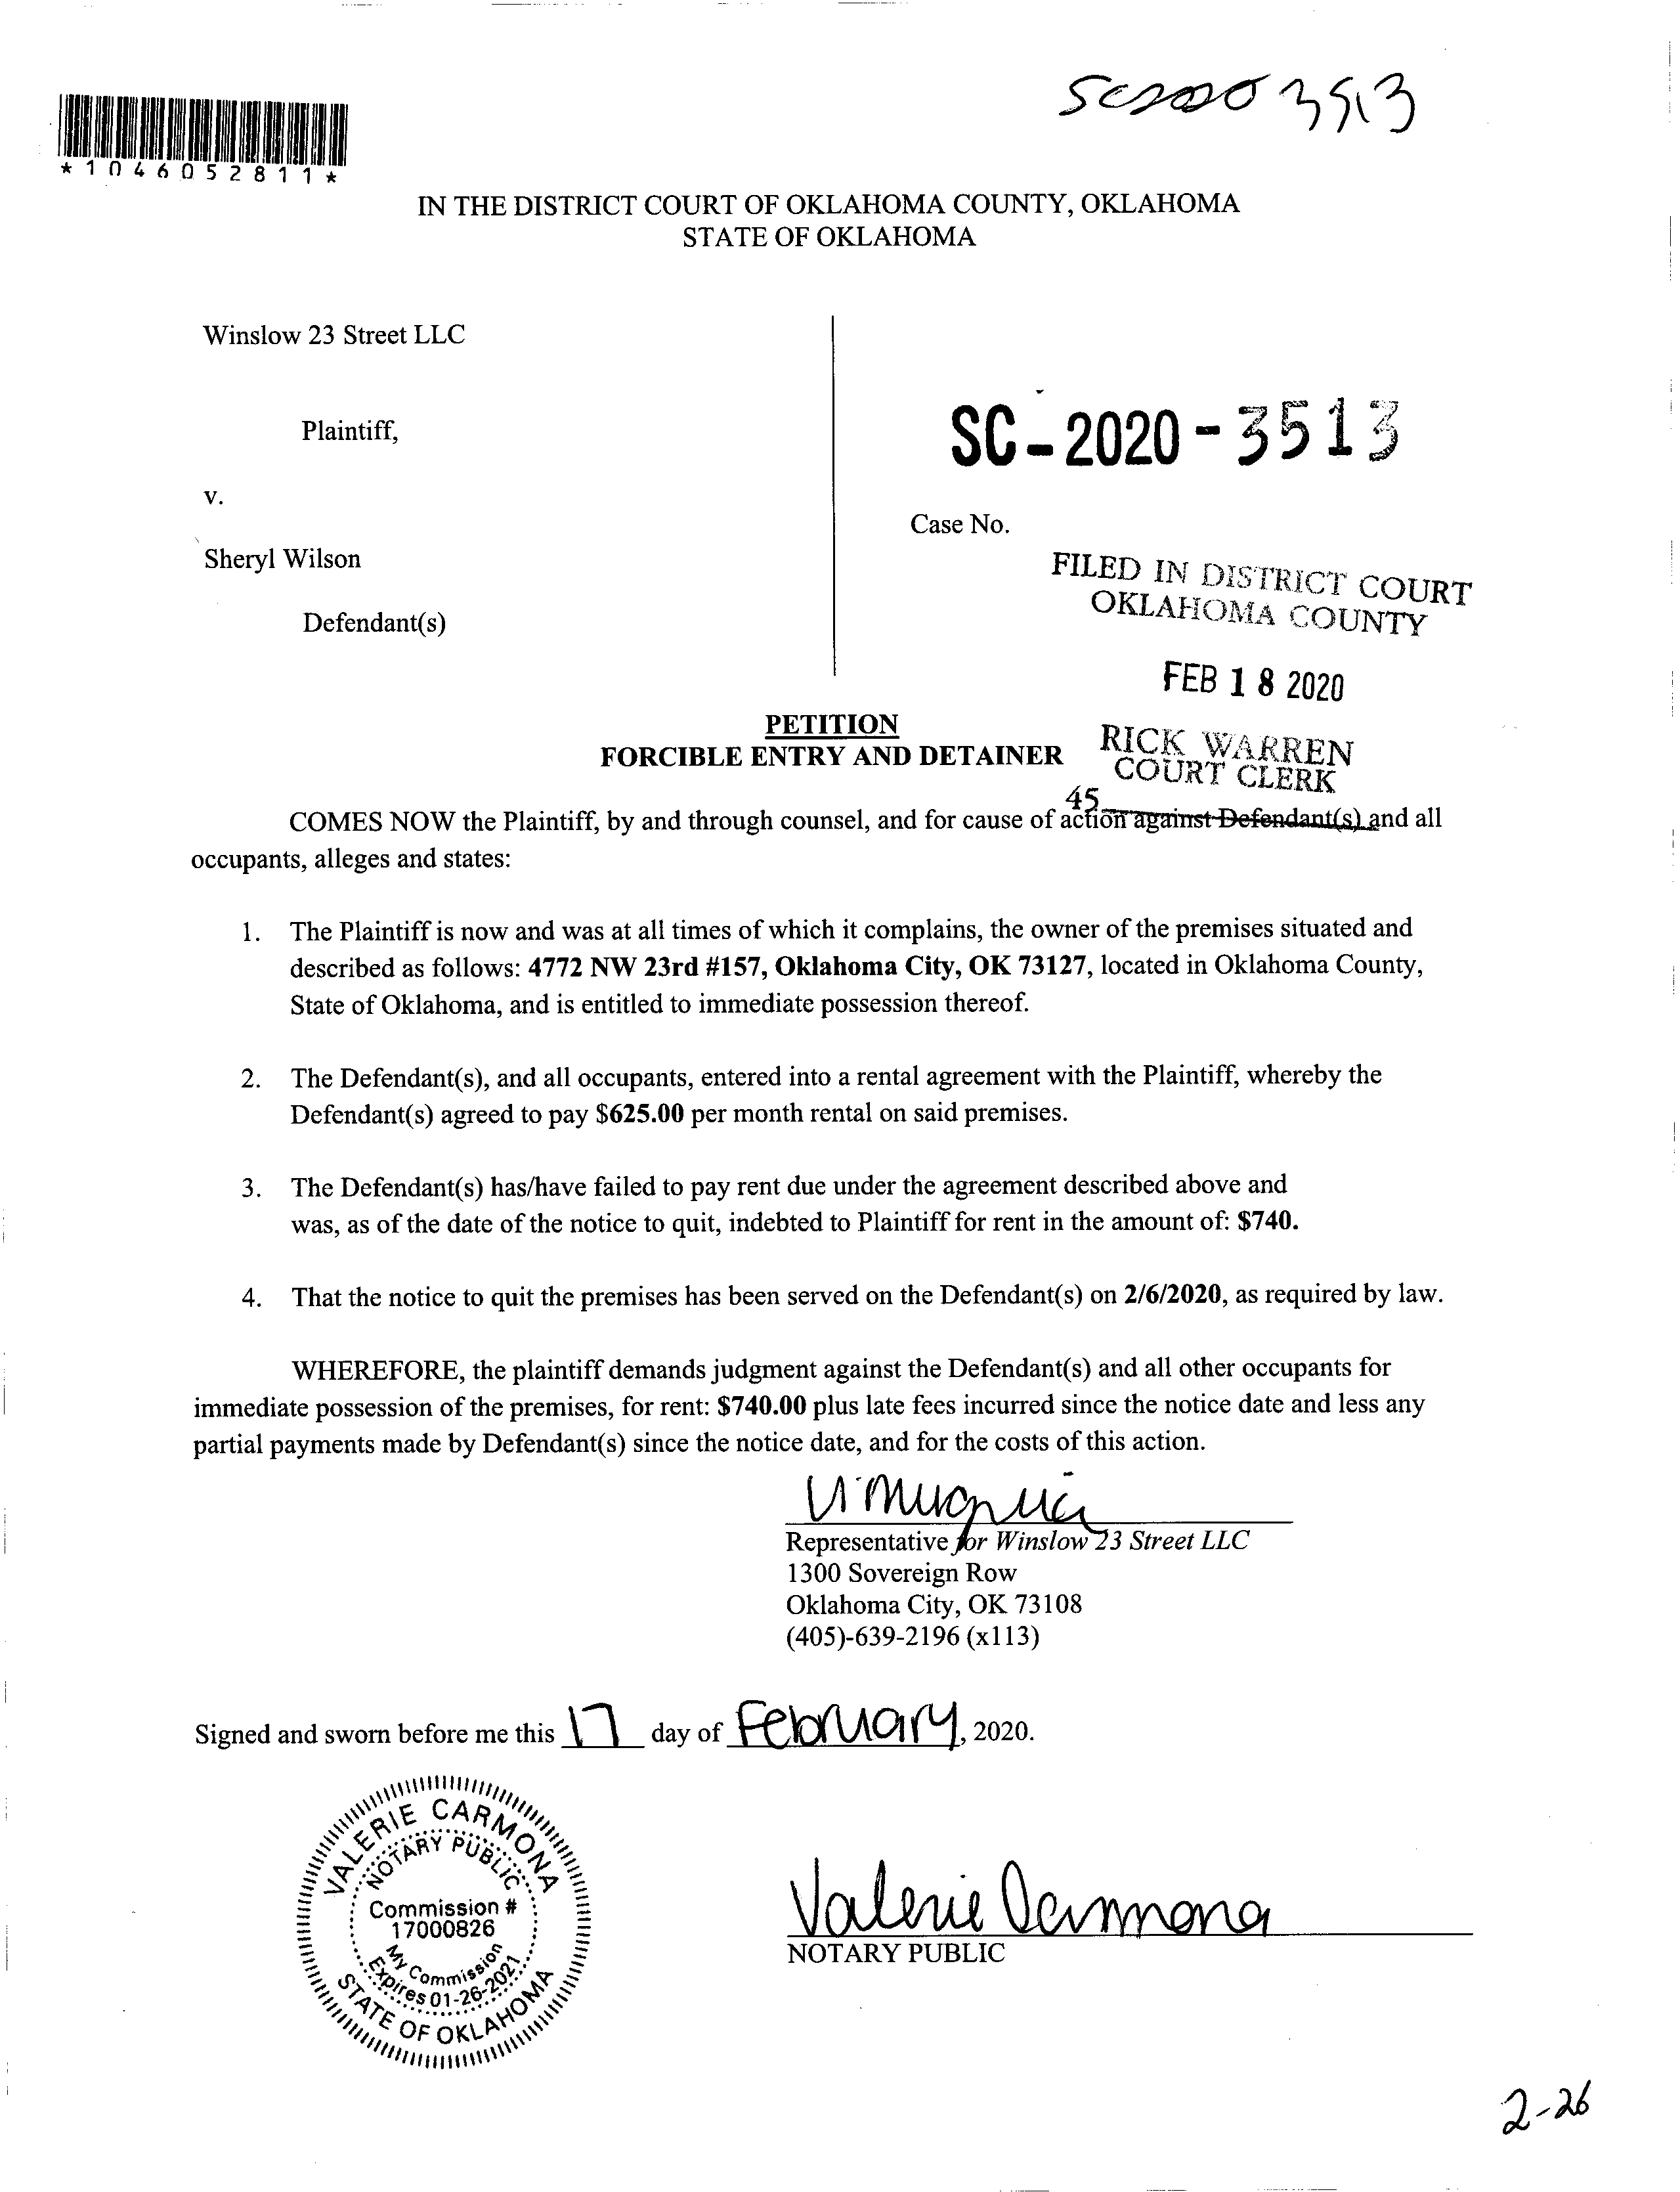 SC20203513
*1046052811*
IN THE DISTRICT COURT OF OKLAHOMA COUNTY, OKLAHOMA
STATE OF OKLAHOMA
Winslow 23 Street LLC
Plaintiff,
SC-2020-3513
v.
Case No.
Sheryl Wilson
FILED IN DISTRICT COURT
OKLAHOMA COUNTY
Defendant(s)
FEB 18 2020
PETITION
FORCIBLE ENTRY AND DETAINER
RICK WARREN
COURT CLERK
45
COMES NOW the Plaintiff, by and through counsel, and for cause of action against Defendant(s) and all
occupants, alleges and states:
1. The Plaintiff is now and was at all times of which it complains, the owner of the premises situated and
described as follows: 4772 NW 23rd #157, Oklahoma City, OK 73127, located in Oklahoma County,
State of Oklahoma, and is entitled to immediate possession thereof.
2. The Defendant(s), and all occupants, entered into a rental agreement with the Plaintiff, whereby the
Defendant(s) agreed to pay $625.00 per month rental on said premises.
3. The Defendant(s) has/have failed to pay rent due under the agreement described above and
was, as of the date of the notice to quit, indebted to Plaintiff for rent in the amount of: $740.
4. That the notice to quit the premises has been served on the Defendant(s) on 2/6/2020, as required by law.
WHEREFORE, the plaintiff demands judgment against the Defendant(s) and all other occupants for
immediate possession of the premises, for rent: $740.00 plus late fees incurred since the notice date and less any
partial payments made by Defendant(s) since the notice date, and for the costs of this action.
Representative for Winslow 23 Street LLC
1300 Sovereign Row
Oklahoma City, OK 73108
(405)-639-2196 (x113)
Signed and sworn before me this 17 day of February, 2020.
VALERIE CARMONA
NOTARY PUBLIC
Commission #
17000826
My Commission
Expires 01-26-2021
STATE OF OKLAHOMA
Valerie Carmona
NOTARY PUBLIC
2-26